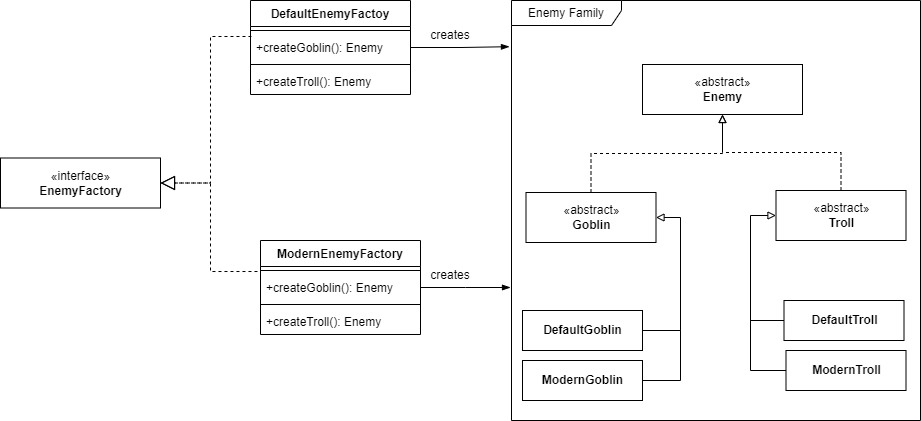 DefaultEnemyFactoy
+createGoblin(): Enemy
+createTroll(): Enemy
creates
Enemy Family
«abstract»
Enemy
«interface»
EnemyFactory
«abstract»
Goblin
«abstract»
Troll
ModernEnemyFactory
+createGoblin(): Enemy
+createTroll(): Enemy
creates
DefaultGoblin
ModernGoblin
DefaultTroll
ModernTroll